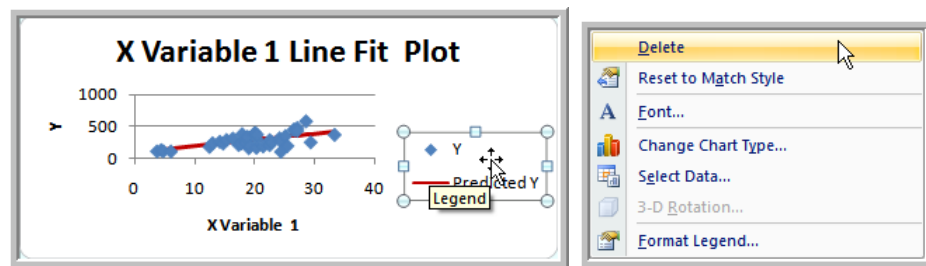 X Variable 1 Line Fit Plot
1000
500
0
Y
0 10 20 30 40
X Variable 1
Y
Predicted Y
Legend
Delete
Reset to Match Style
Font...
Change Chart Type...
Select Data...
3-D Rotation...
Format Legend...